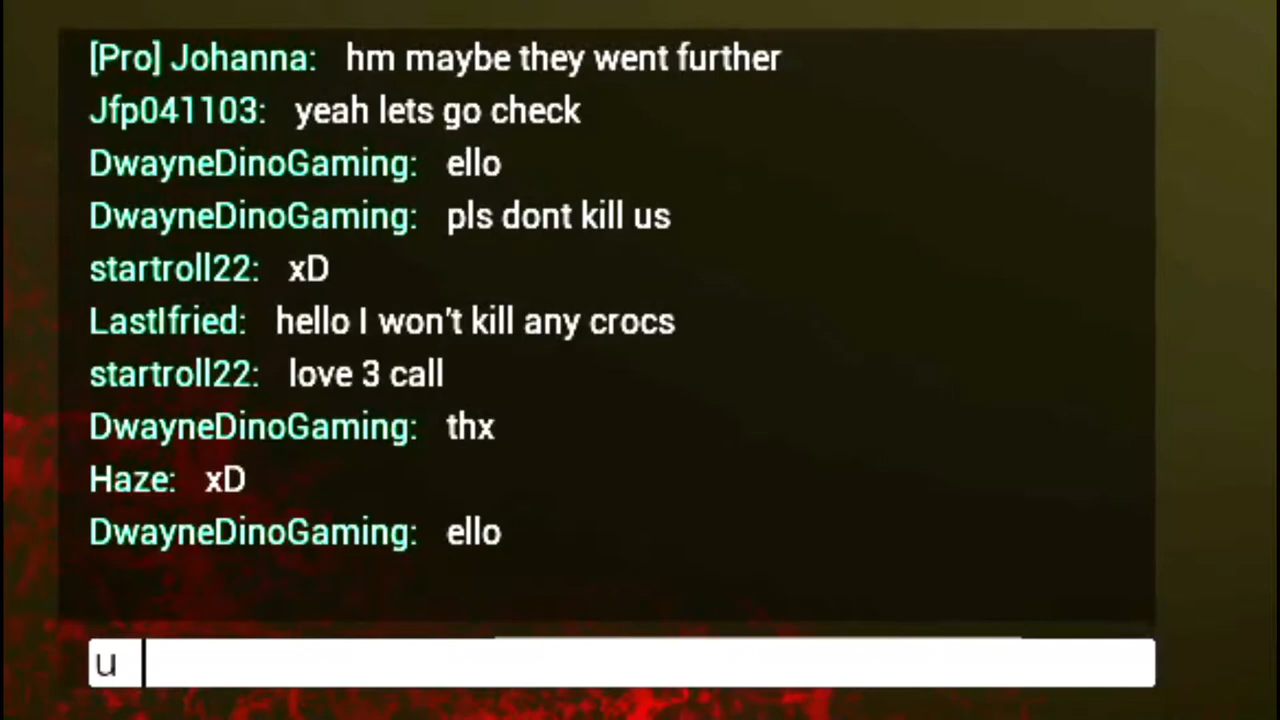 [Pro] Johanna: hm maybe they went further
Jfp041103: yeah lets go check
DwayneDinoGaming: ello
DwayneDinoGaming: pls dont kill us
startroll22: xD
LastIfried: hello I won't kill any crocs
startroll22: love 3 call
DwayneDinoGaming: thx
Haze: xD
DwayneDinoGaming: ello
u